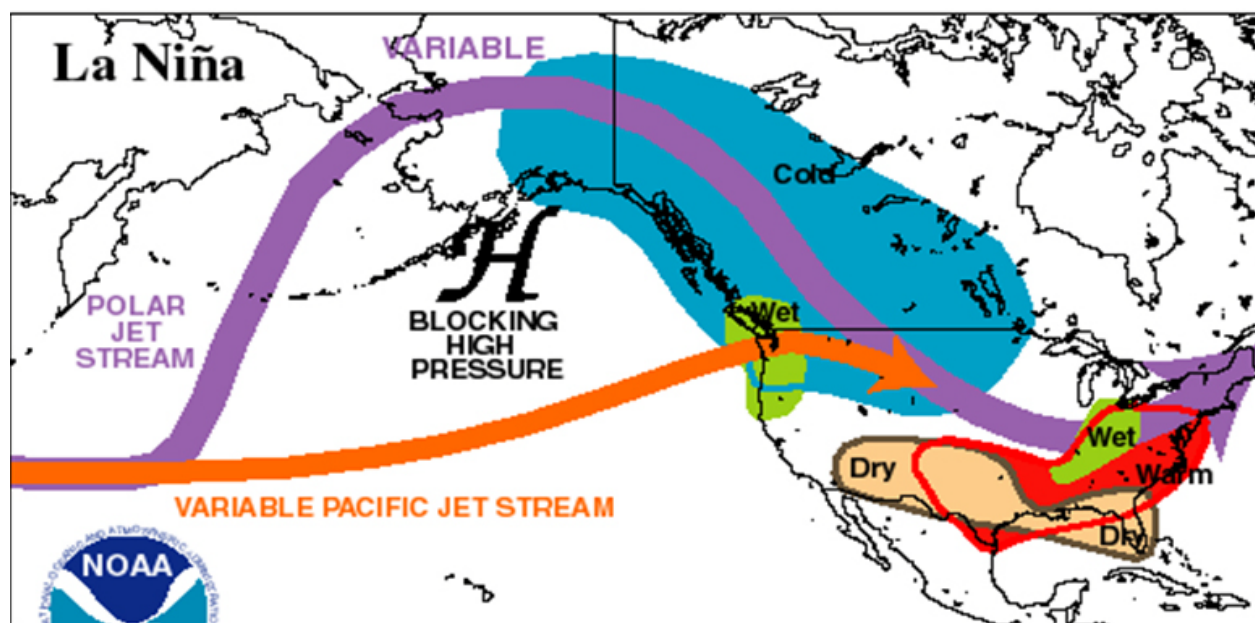 La Niña
VARIABLE
Cold
POLAR
JET
STREAM
H
BLOCKING
HIGH
PRESSURE
Wet
Wet
Dry
Warm
Dry
VARIABLE PACIFIC JET STREAM
NOAA